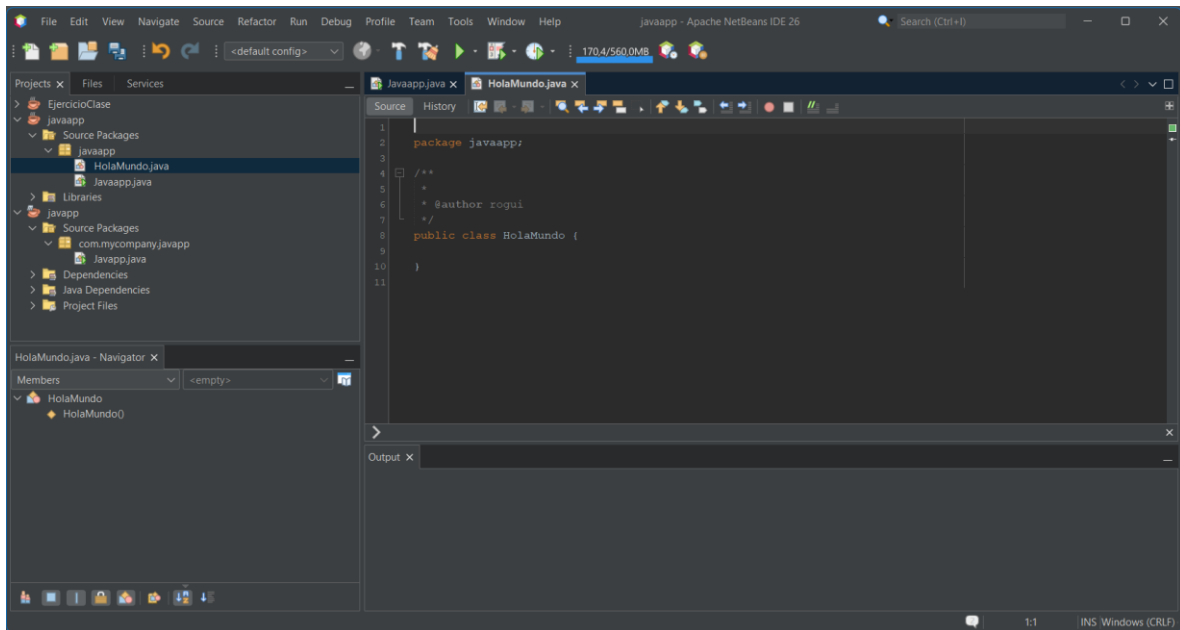 File Edit View Navigate Source Refactor Run Debug Profile Team Tools Window Help javaapp - Apache NetBeans IDE 26 Search (Ctrl+I)
<default config> 170,4/560,0MB
Projects Files Services
EjercicioClase
javaapp
Source Packages
javaapp
HolaMundo.java
Javaapp.java
Libraries
javapp
Source Packages
com.mycompany.javapp
Javapp.java
Dependencies
Java Dependencies
Project Files
HolaMundo.java - Navigator
Members <empty>
HolaMundo
HolaMundo()
Javaapp.java HolaMundo.java
Source History
1
2 package javaapp;
3
4 /**
5 *
6 * @author rogui
7 */
8 public class HolaMundo {
9
10 }
11
Output
1:1 INS Windows (CRLF)